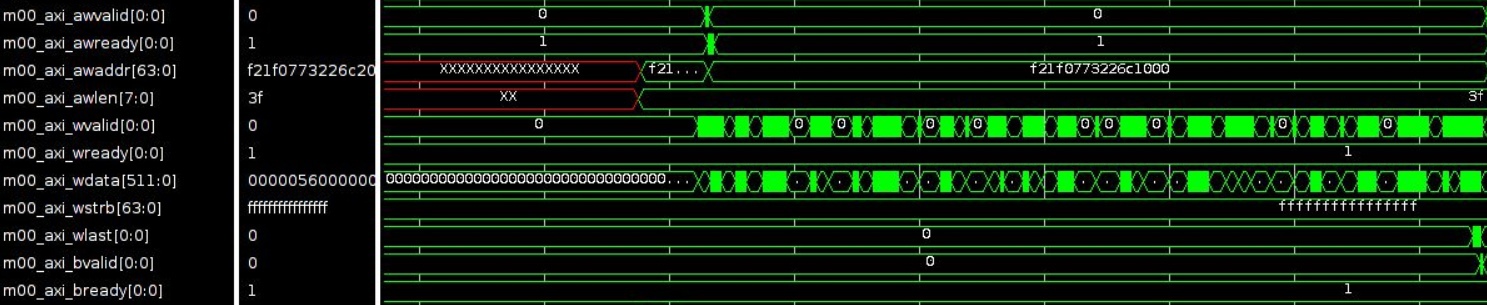 m00_axi_awvalid[0:0] 0 0 0
m00_axi_awready[0:0] 1 1 1
m00_axi_awaddr[63:0] f21f0773226c20 XXXXXXXXXXXXXXXX f21... f21f0773226c1000
m00_axi_awlen[7:0] 3f XX 3f
m00_axi_wvalid[0:0] 0 0 0 0 0 0 0 0 0 0 0
m00_axi_wready[0:0] 1 1
m00_axi_wdata[511:0] 0000056000000 00000000000000000000000000000000...
m00_axi_wstrb[63:0] ffffffffffffffff ffffffffffffffff
m00_axi_wlast[0:0] 0 0
m00_axi_bvalid[0:0] 0 0
m00_axi_bready[0:0] 1 1